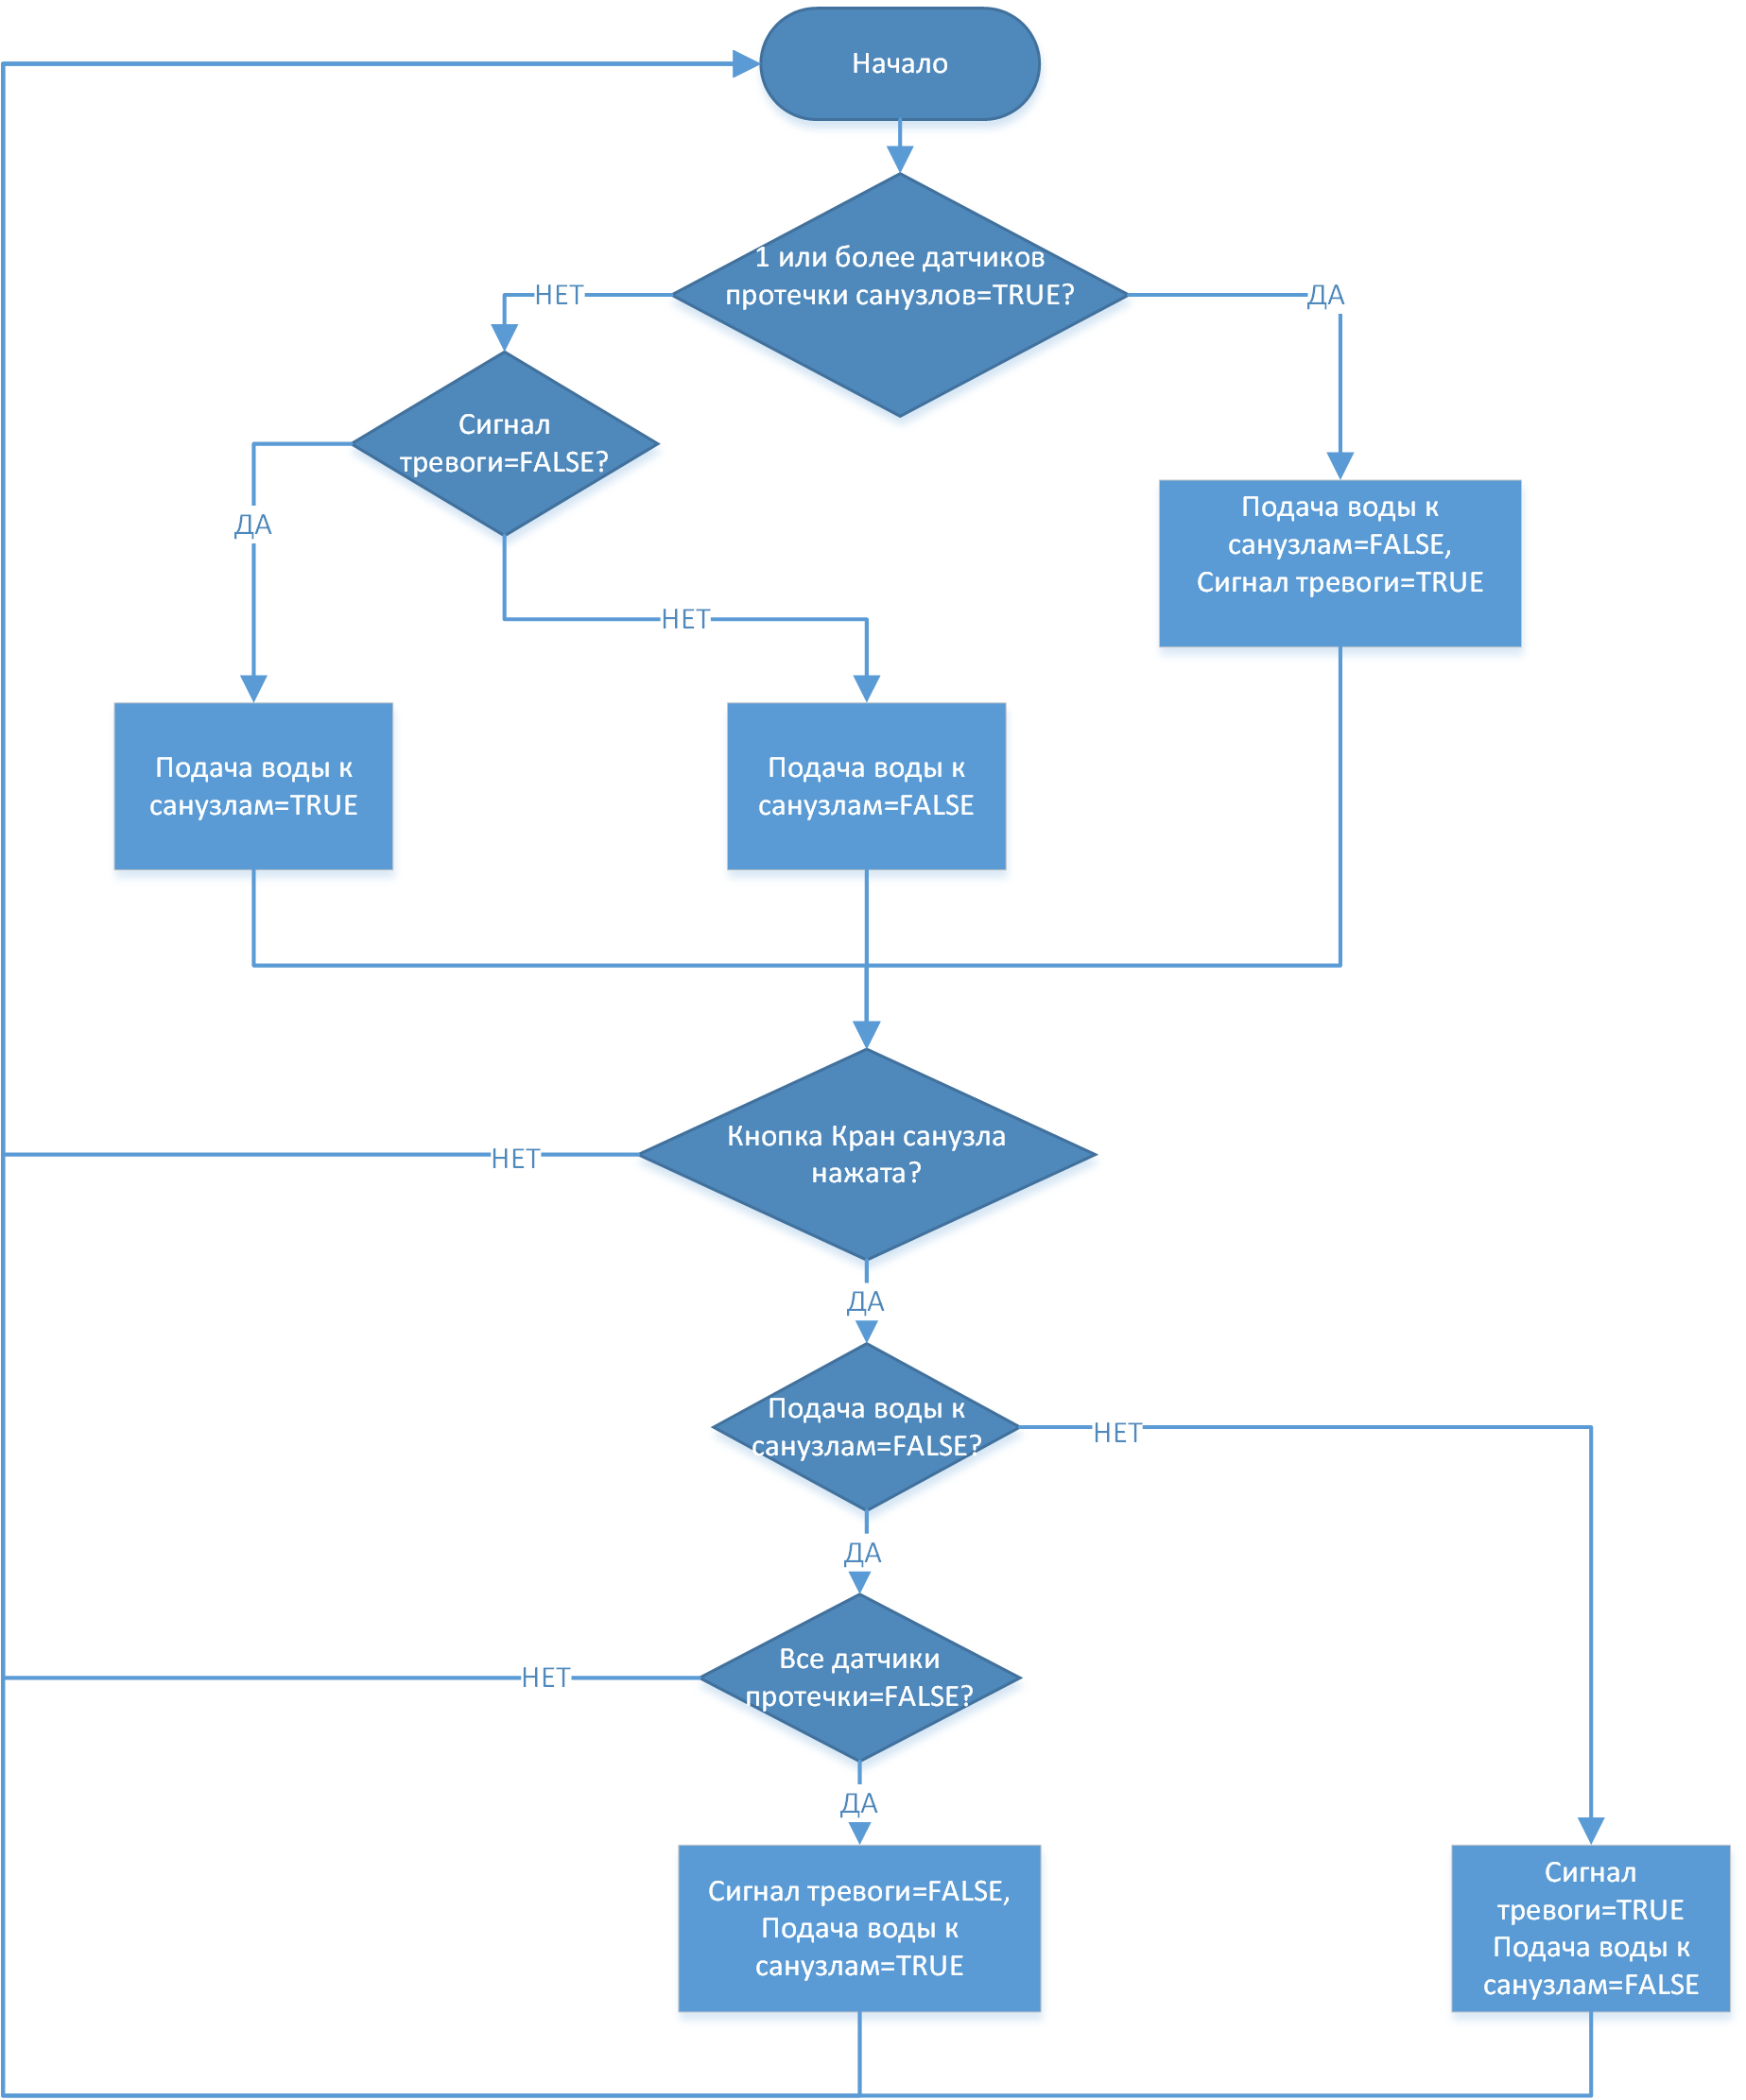 Начало
1 или более датчиков
протечки санузлов=TRUE?
НЕТ
ДА
Сигнал
тревоги=FALSE?
ДА
НЕТ
Подача воды к
санузлам=FALSE,
Сигнал тревоги=TRUE
Подача воды к
санузлам=TRUE
Подача воды к
санузлам=FALSE
Кнопка Кран санузла
нажата?
НЕТ
ДА
Подача воды к
санузлам=FALSE?
НЕТ
ДА
Все датчики
протечки=FALSE?
НЕТ
ДА
Сигнал тревоги=FALSE,
Подача воды к
санузлам=TRUE
Сигнал
тревоги=TRUE
Подача воды к
санузлам=FALSE